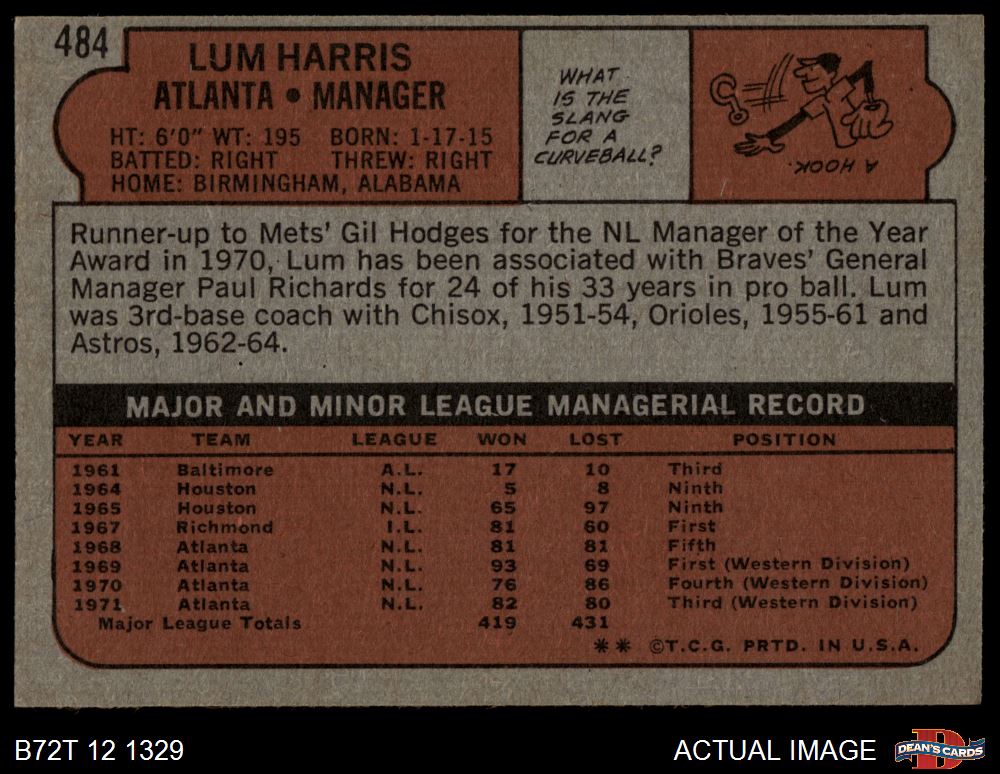 484
LUM HARRIS
ATLANTA • MANAGER
HT: 6'0" WT: 195 BORN: 1-17-15
BATTED: RIGHT THREW: RIGHT
HOME: BIRMINGHAM, ALABAMA
WHAT
IS THE
SLANG
FOR A
CURVEBALL?
A HOOK.
Runner-up to Mets' Gil Hodges for the NL Manager of the Year
Award in 1970, Lum has been associated with Braves' General
Manager Paul Richards for 24 of his 33 years in pro ball. Lum
was 3rd-base coach with Chisox, 1951-54, Orioles, 1955-61 and
Astros, 1962-64.
MAJOR AND MINOR LEAGUE MANAGERIAL RECORD
YEAR TEAM LEAGUE WON LOST POSITION
1961 Baltimore A.L. 17 10 Third
1964 Houston N.L. 5 8 Ninth
1965 Houston N.L. 65 97 Ninth
1967 Richmond I.L. 81 60 First
1968 Atlanta N.L. 81 81 Fifth
1969 Atlanta N.L. 93 69 First (Western Division)
1970 Atlanta N.L. 76 86 Fourth (Western Division)
1971 Atlanta N.L. 82 80 Third (Western Division)
Major League Totals 419 431
** ©T.C.G. PRTD. IN U.S.A.
B72T 12 1329
ACTUAL IMAGE
D
DEAN'S CARDS